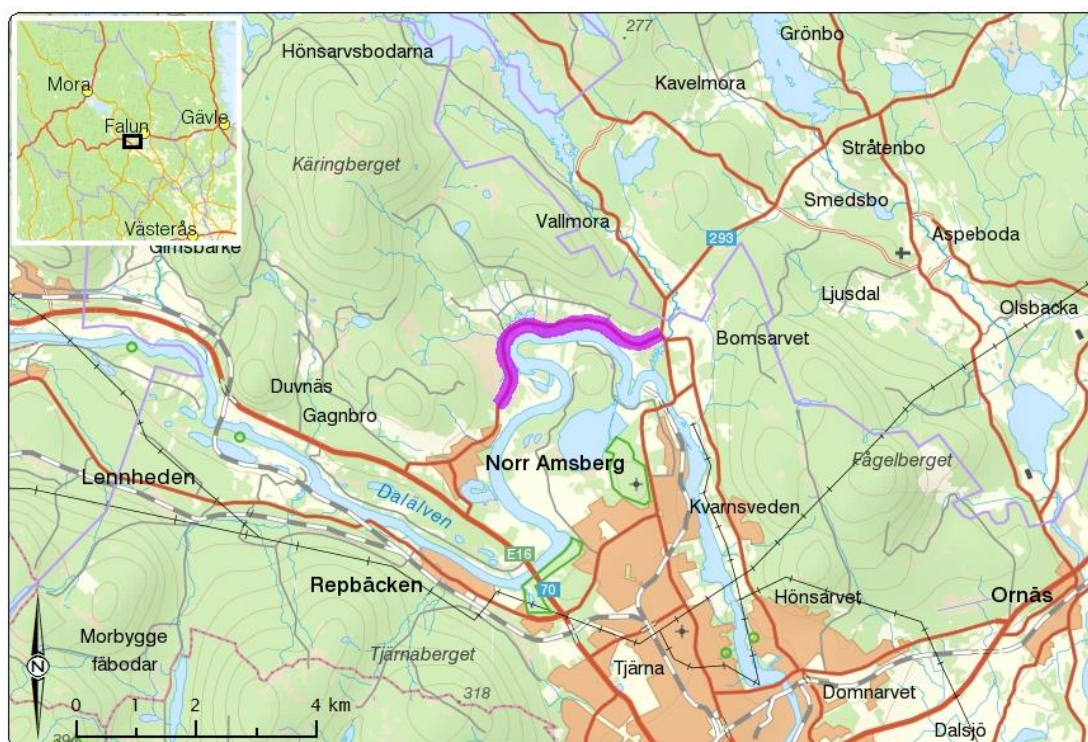 277
Grönbo
Hönsarvsbodarna
Kavelmora
Mora
Falun
Gävle
Västerås
Stråtenbo
Käringberget
Smedsbo
Vallmora
293
Aspeboda
Gimsbärke
Ljusdal
Olsbacka
Bomsarvet
Duvnäs
Gagnbro
Norr Amsberg
Fågelberget
Lennheden
Dalälven
Kvarnsveden
E16
70
Repbäcken
Hönsarvet
Ornäs
Morbygge
fäbodar
N
Tjärnaberget
Tjärna
318
Domnarvet
0 1 2 4 km
Dalsjö